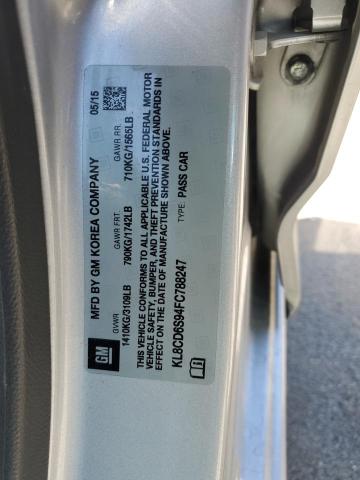 MFD BY GM KOREA COMPANY
05/15
GM
GVWR GAWR FRT. GAWR RR.
1410KG/3109LB 790KG/1742LB 710KG/1565LB
THIS VEHICLE CONFORMS TO ALL APPLICABLE U.S. FEDERAL MOTOR
VEHICLE SAFETY, BUMPER, AND THEFT PREVENTION STANDARDS IN
EFFECT ON THE DATE OF MANUFACTURE SHOWN ABOVE.
TYPE: PASS CAR
KL8CD6S94FC788247